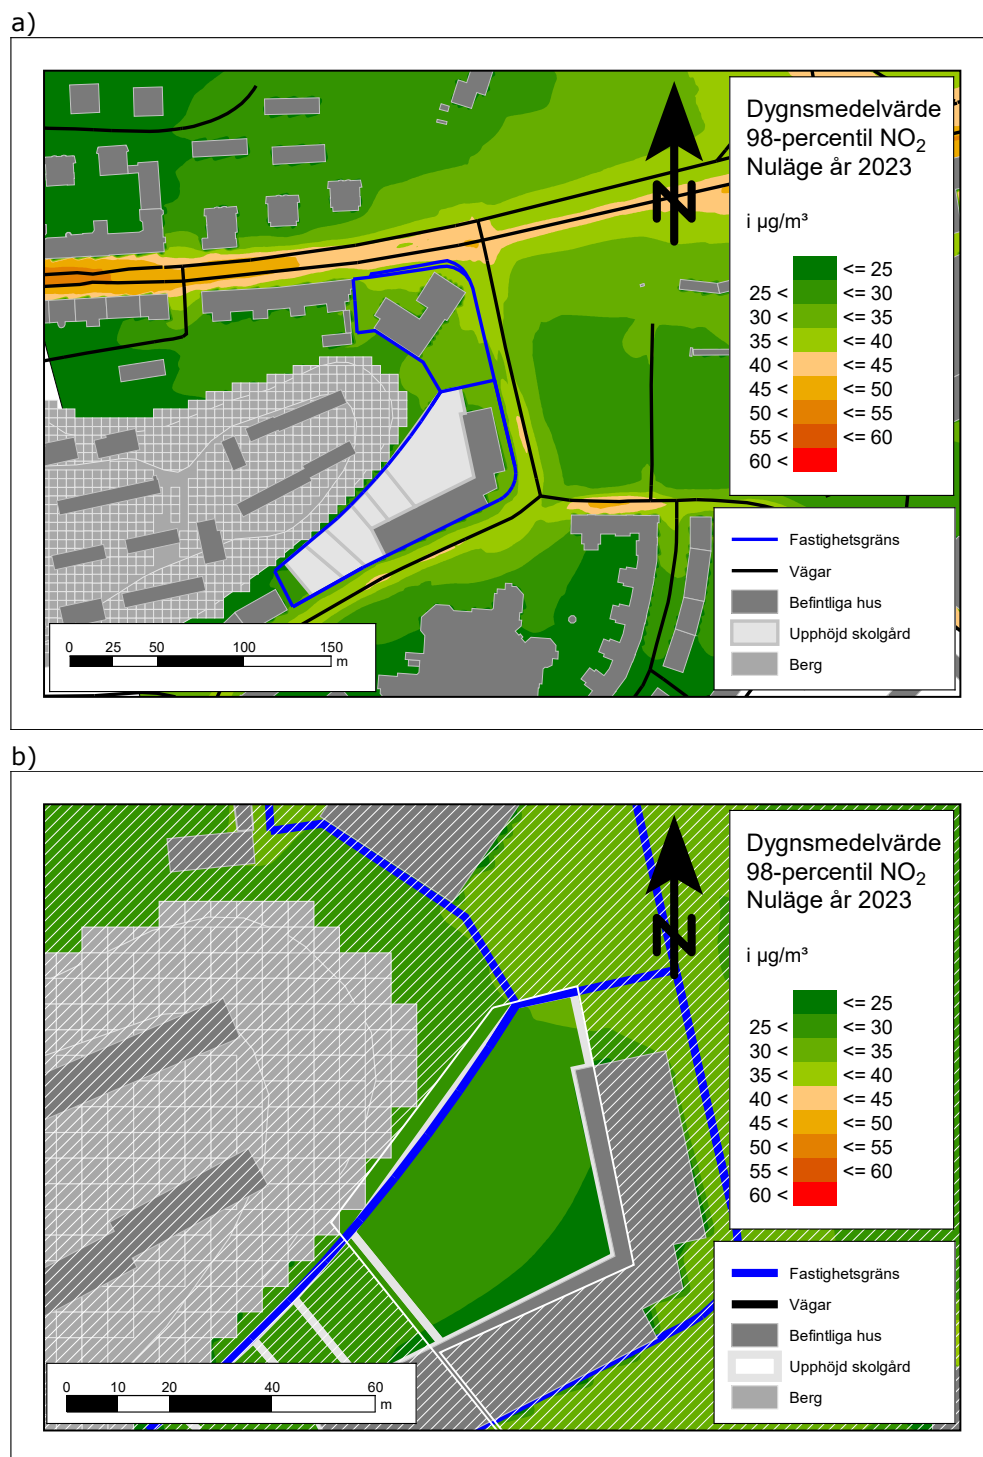 a)
Dygnsmedelvärde
98-percentil NO2
Nuläge år 2023
i µg/m³
<= 25
25 < <= 30
30 < <= 35
35 < <= 40
40 < <= 45
45 < <= 50
50 < <= 55
55 < <= 60
60 <
Fastighetsgräns
Vägar
Befintliga hus
Upphöjd skolgård
Berg
0 25 50 100 150
m
N
b)
Dygnsmedelvärde
98-percentil NO2
Nuläge år 2023
i µg/m³
<= 25
25 < <= 30
30 < <= 35
35 < <= 40
40 < <= 45
45 < <= 50
50 < <= 55
55 < <= 60
60 <
Fastighetsgräns
Vägar
Befintliga hus
Upphöjd skolgård
Berg
0 10 20 40 60
m
N